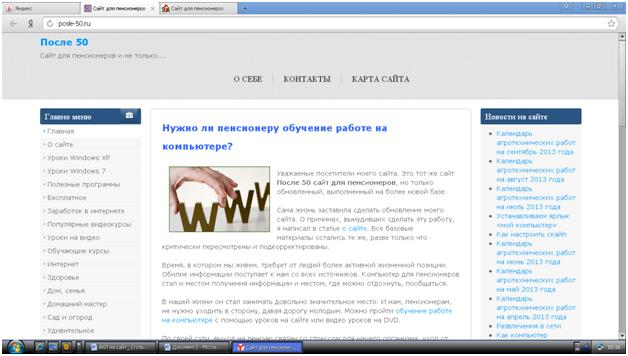 Яндекс
Сайт для пенсионеров
Сайт для пенсионеров
posle-50.ru
После 50
Сайт для пенсионеров и не только....
О СЕБЕ
КОНТАКТЫ
КАРТА САЙТА
Главно меню
Главная
О сайте
Уроки Windows XP
Уроки Windows 7
Полезные программы
Бесплатное
Заработок в интернете
Популярные видеокурсы
Уроки на видео
Обучающие курсы
Интернет
Здоровье
Дом, семья
Домашний мастер
Сад и огород
Удивительное
Нужно ли пенсионеру обучение работе на
компьютере?
WWW
Уважаемые посетители моего сайта. Это тот же сайт
После 50 сайт для пенсионеров, но только
обновленный, выполненный на более новой базе.
Сама жизнь заставила сделать обновление моего
сайта. О причинах, вынудивших сделать эту работу,
я написал в статье о сайте. Все базовые
материалы остались те же, разве только что
критически пересмотрены и подкорректированы.
Время, в котором мы живем, требует от людей более активной жизненной позиции.
Обилие информации поступает к нам со всех источников. Компьютер для пенсионеров
стал и местом получения информации и местом, где можно отдохнуть, пообщаться.
В нашей жизни он стал занимать довольно значительное место. И нам, пенсионерам,
не нужно уходить в сторону, давая дорогу молодым. Можно пройти обучение работе
на компьютере с помощью уроков на сайте или видео уроков на DVD.
Новости на сайте
Календарь
агротехнических работ
на сентябрь 2013 года
Календарь
агротехнических работ
на август 2013 года
Календарь
агротехнических работ
на июль 2013 года
Устанавливаем ярлык
«мой компьютер»
Как настроить скайп
Календарь
агротехнических работ
на июнь 2013 года
Календарь
агротехнических работ
на май 2013 года
Календарь
агротехнических работ
на апрель 2013 года
Развлечения в сети
Как быстро
Документ3 - Micros...
Сайт для пенсионе...